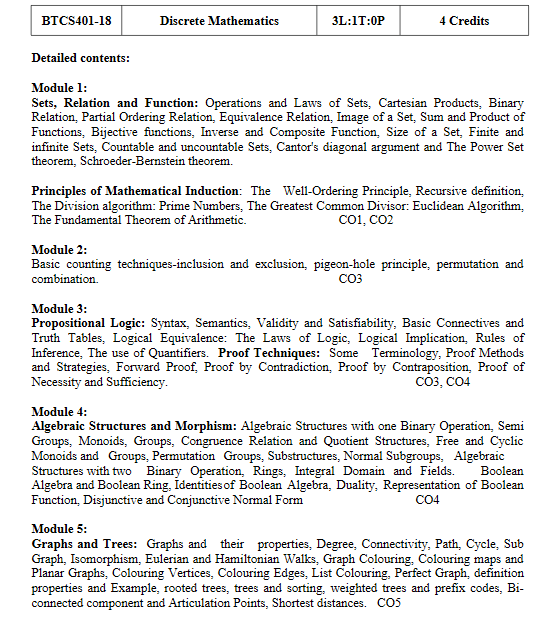 BTCS401-18 Discrete Mathematics 3L:1T:0P 4 Credits
Detailed contents:
Module 1:
Sets, Relation and Function: Operations and Laws of Sets, Cartesian Products, Binary
Relation, Partial Ordering Relation, Equivalence Relation, Image of a Set, Sum and Product of
Functions, Bijective functions, Inverse and Composite Function, Size of a Set, Finite and
infinite Sets, Countable and uncountable Sets, Cantor's diagonal argument and The Power Set
theorem, Schroeder-Bernstein theorem.
Principles of Mathematical Induction: The Well-Ordering Principle, Recursive definition,
The Division algorithm: Prime Numbers, The Greatest Common Divisor: Euclidean Algorithm,
The Fundamental Theorem of Arithmetic. CO1, CO2
Module 2:
Basic counting techniques-inclusion and exclusion, pigeon-hole principle, permutation and
combination. CO3
Module 3:
Propositional Logic: Syntax, Semantics, Validity and Satisfiability, Basic Connectives and
Truth Tables, Logical Equivalence: The Laws of Logic, Logical Implication, Rules of
Inference, The use of Quantifiers. Proof Techniques: Some Terminology, Proof Methods
and Strategies, Forward Proof, Proof by Contradiction, Proof by Contraposition, Proof of
Necessity and Sufficiency. CO3, CO4
Module 4:
Algebraic Structures and Morphism: Algebraic Structures with one Binary Operation, Semi
Groups, Monoids, Groups, Congruence Relation and Quotient Structures, Free and Cyclic
Monoids and Groups, Permutation Groups, Substructures, Normal Subgroups, Algebraic
Structures with two Binary Operation, Rings, Integral Domain and Fields. Boolean
Algebra and Boolean Ring, Identities of Boolean Algebra, Duality, Representation of Boolean
Function, Disjunctive and Conjunctive Normal Form CO4
Module 5:
Graphs and Trees: Graphs and their properties, Degree, Connectivity, Path, Cycle, Sub
Graph, Isomorphism, Eulerian and Hamiltonian Walks, Graph Colouring, Colouring maps and
Planar Graphs, Colouring Vertices, Colouring Edges, List Colouring, Perfect Graph, definition
properties and Example, rooted trees, trees and sorting, weighted trees and prefix codes, Bi-
connected component and Articulation Points, Shortest distances. CO5